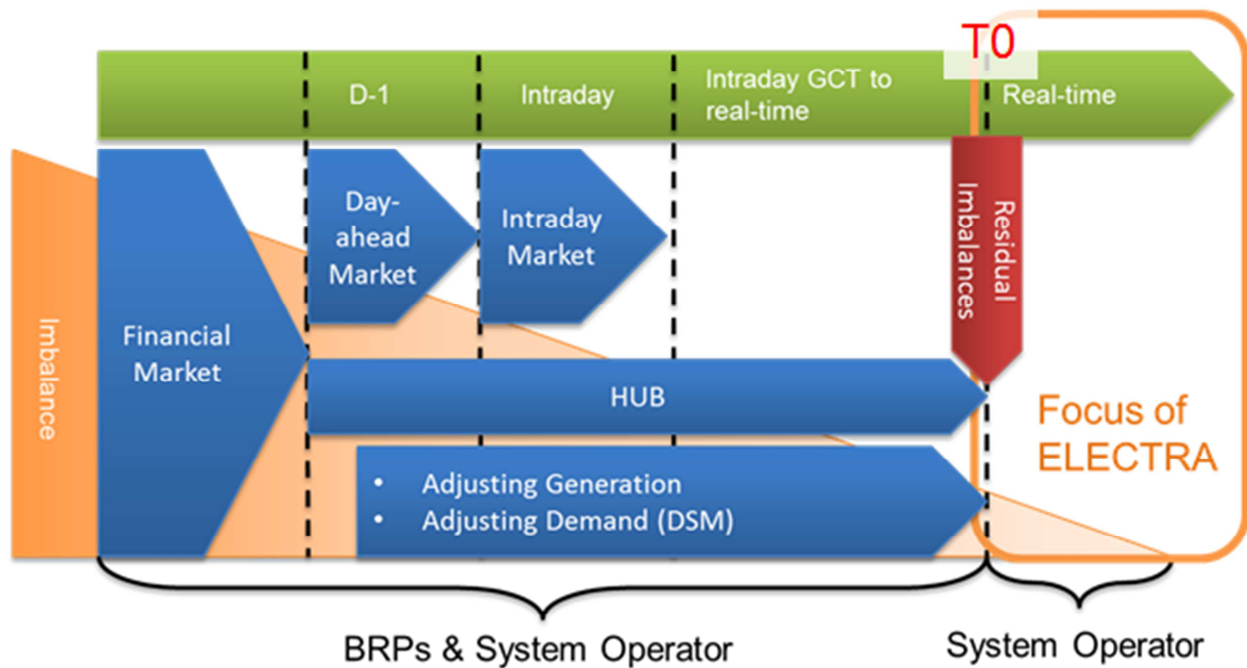 T0
D-1
Intraday
Intraday GCT to
real-time
Real-time
Imbalance
Financial
Market
Day-
ahead
Market
Intraday
Market
Residual
Imbalances
HUB
• Adjusting Generation
• Adjusting Demand (DSM)
Focus of
ELECTRA
BRPs & System Operator
System Operator